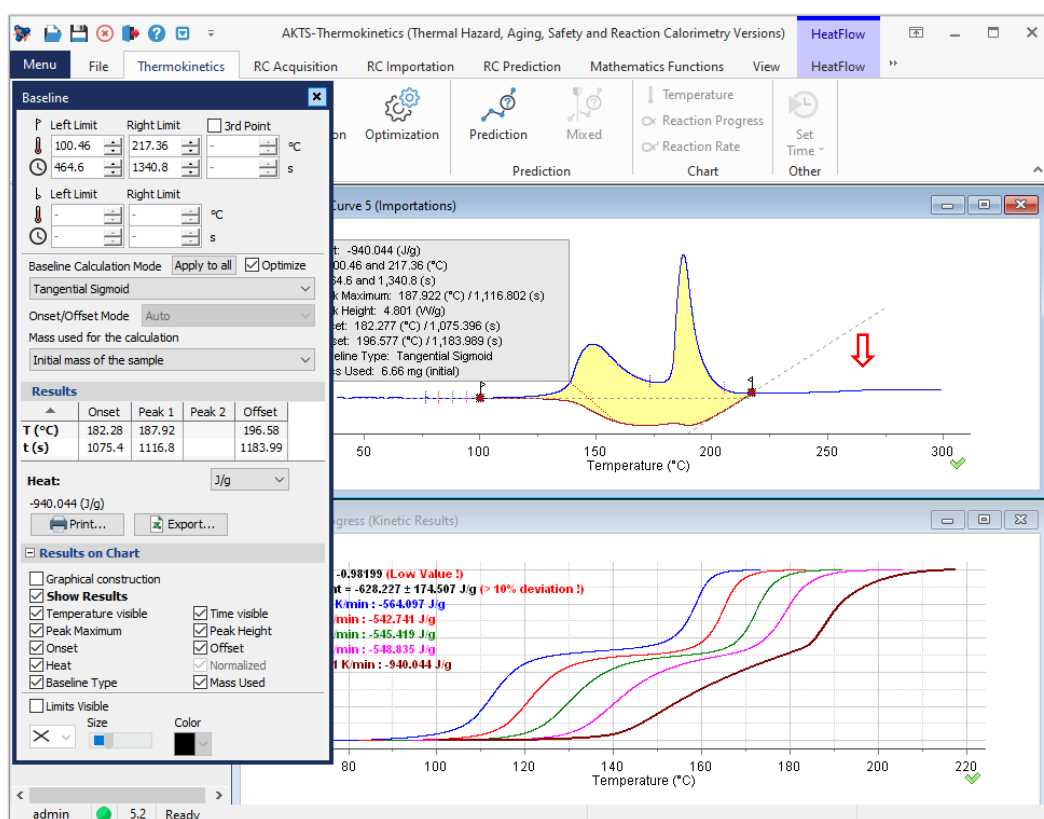 AKTS-Thermokinetics (Thermal Hazard, Aging, Safety and Reaction Calorimetry Versions)
HeatFlow
Menu
File
Thermokinetics
RC Acquisition
RC Importation
RC Prediction
Mathematics Functions
View
HeatFlow
Baseline
Left Limit Right Limit 3rd Point
100.46 217.36 - °C
464.6 1340.8 - s
Left Limit Right Limit
- - °C
- - s
Baseline Calculation Mode Apply to all Optimize
Tangential Sigmoid
Onset/Offset Mode Auto
Mass used for the calculation
Initial mass of the sample
Results
Onset Peak 1 Peak 2 Offset
T (°C) 182.28 187.92 196.58
t (s) 1075.4 1116.8 1183.99
Heat: J/g
-940.044 (J/g)
Print... Export...
Results on Chart
Graphical construction
Show Results
Temperature visible Time visible
Peak Maximum Peak Height
Onset Offset
Heat Normalized
Baseline Type Mass Used
Limits Visible
Size Color
on Optimization
Prediction Mixed
Prediction
Temperature
Reaction Progress
Reaction Rate
Chart
Set
Time
Other
Curve 5 (Importations)
t: -940.044 (J/g)
00.46 and 217.36 (°C)
64.6 and 1,340.8 (s)
k Maximum: 187.922 (°C) / 1,116.802 (s)
k Height: 4.801 (W/g)
set: 182.277 (°C) / 1,075.396 (s)
set: 196.577 (°C) / 1,183.989 (s)
eline Type: Tangential Sigmoid
s Used: 6.66 mg (initial)
50 100 150 200 250 300
Temperature (°C)
gress (Kinetic Results)
-0.98199 (Low Value !)
nt = -628.227 ± 174.507 J/g (> 10% deviation !)
K/min : -564.097 J/g
/min : -542.741 J/g
/min : -545.419 J/g
/min : -548.835 J/g
1 K/min : -940.044 J/g
80 100 120 140 160 180 200 220
Temperature (°C)
admin 5.2 Ready